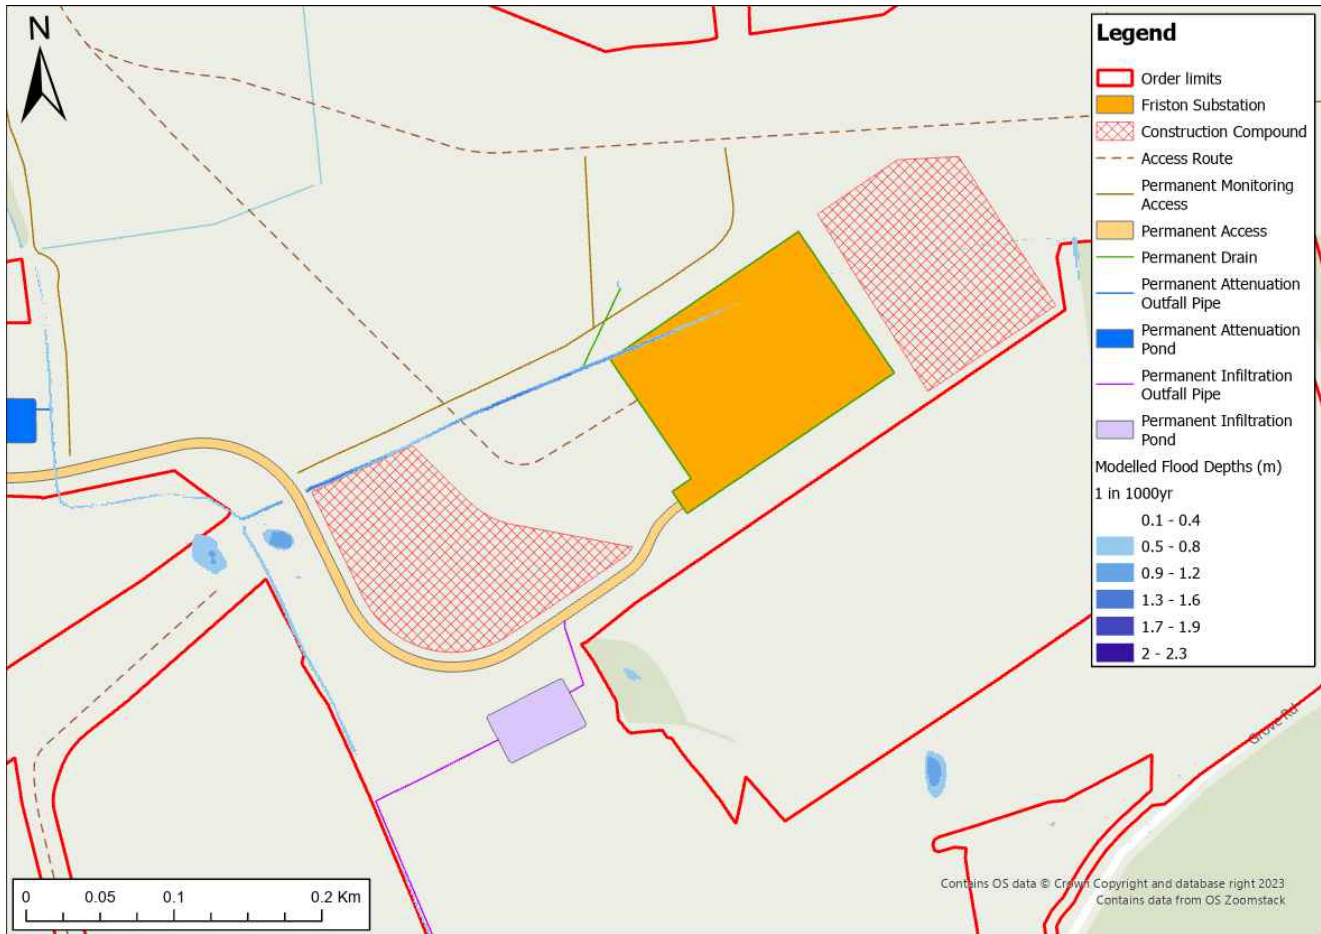 N
Legend
Order limits
Friston Substation
Construction Compound
Access Route
Permanent Monitoring
Access
Permanent Access
Permanent Drain
Permanent Attenuation
Outfall Pipe
Permanent Attenuation
Pond
Permanent Infiltration
Outfall Pipe
Permanent Infiltration
Pond
Modelled Flood Depths (m)
1 in 1000yr
0.1 - 0.4
0.5 - 0.8
0.9 - 1.2
1.3 - 1.6
1.7 - 1.9
2 - 2.3
Grove Rd
0 0.05 0.1 0.2 Km
Contains OS data © Crown Copyright and database right 2023
Contains data from OS Zoomstack